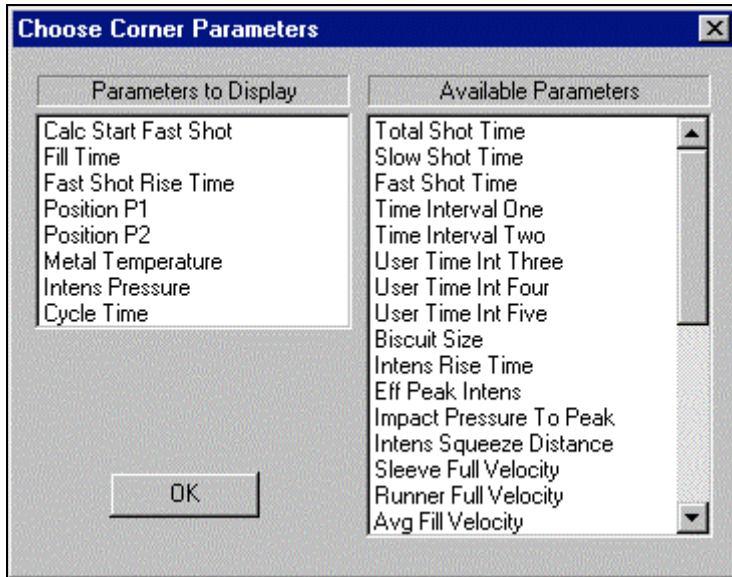 Choose Corner Parameters
Parameters to Display
Calc Start Fast Shot
Fill Time
Fast Shot Rise Time
Position P1
Position P2
Metal Temperature
Intens Pressure
Cycle Time
OK
Available Parameters
Total Shot Time
Slow Shot Time
Fast Shot Time
Time Interval One
Time Interval Two
User Time Int Three
User Time Int Four
User Time Int Five
Biscuit Size
Intens Rise Time
Eff Peak Intens
Impact Pressure To Peak
Intens Squeeze Distance
Sleeve Full Velocity
Runner Full Velocity
Avg Fill Velocity